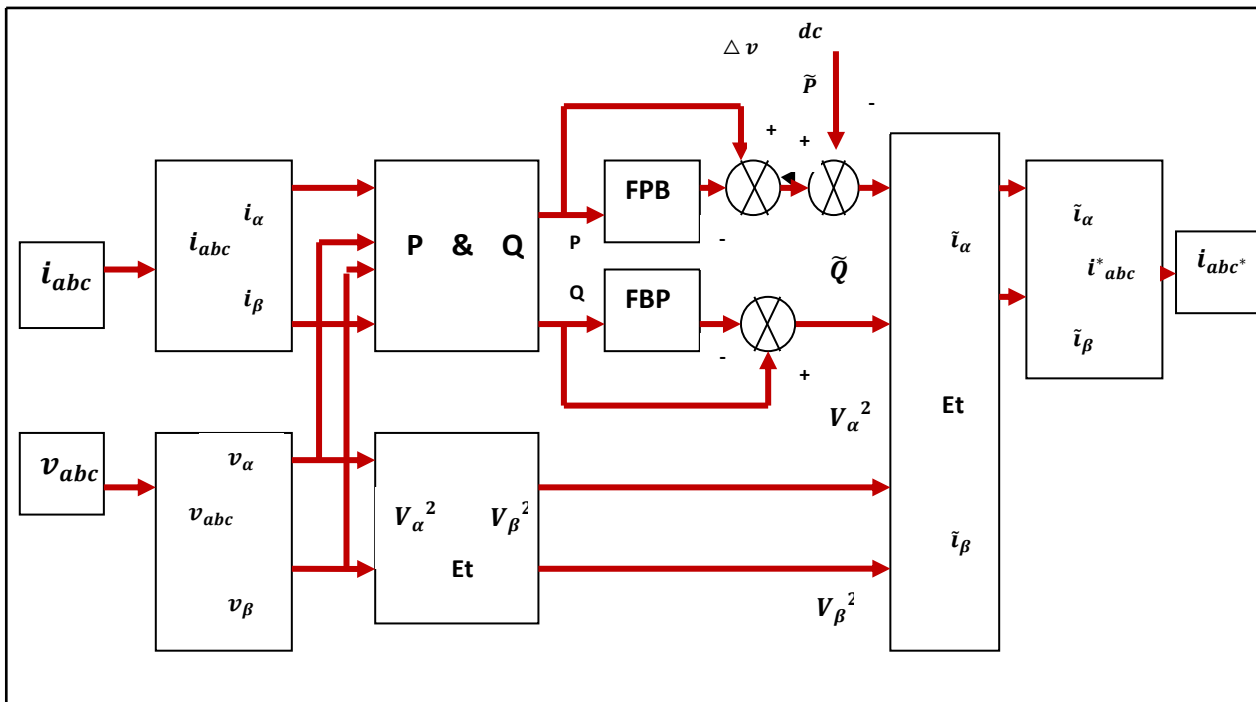 △ v
dc
P̃
-
+
+
i_abc
i_α
i_abc
i_β
P & Q
P
FPB
-
Q
FBP
-
+
Q̃
ĩ_α
Et
ĩ_β
ĩ_α
i*_abc
ĩ_β
i_abc*
v_abc
v_α
v_abc
v_β
V_α² V_β²
Et
V_α²
V_β²